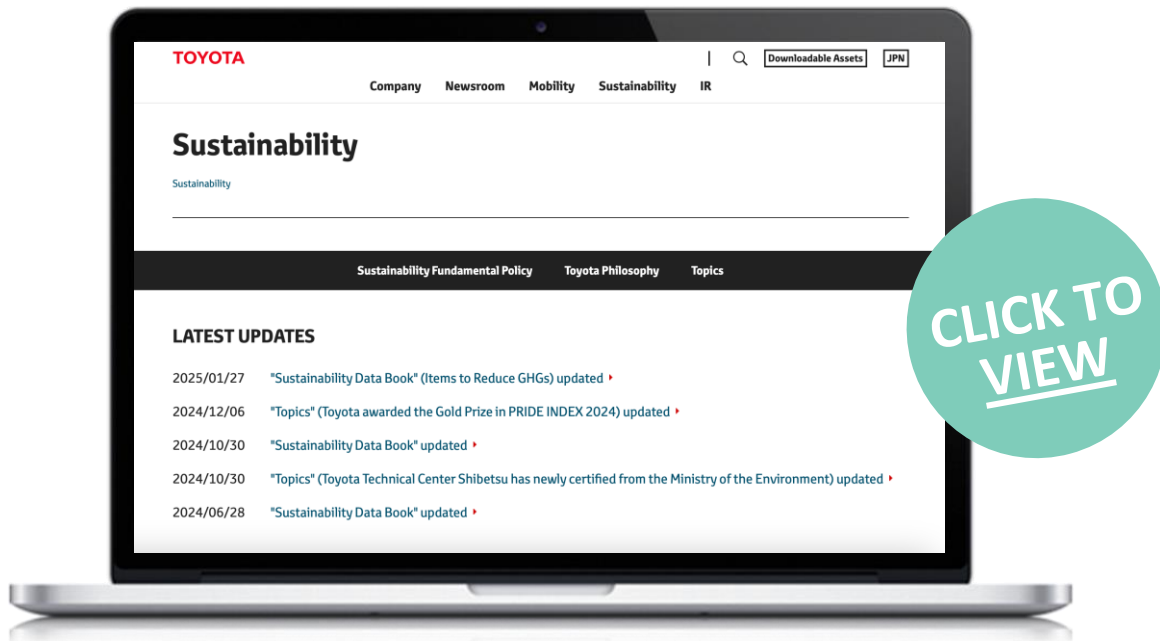 TOYOTA
| Downloadable Assets JPN
Company Newsroom Mobility Sustainability IR
Sustainability
Sustainability
Sustainability Fundamental Policy Toyota Philosophy Topics
LATEST UPDATES
2025/01/27 "Sustainability Data Book" (Items to Reduce GHGs) updated
2024/12/06 "Topics" (Toyota awarded the Gold Prize in PRIDE INDEX 2024) updated
2024/10/30 "Sustainability Data Book" updated
2024/10/30 "Topics" (Toyota Technical Center Shibetsu has newly certified from the Ministry of the Environment) updated
2024/06/28 "Sustainability Data Book" updated
CLICK TO
VIEW